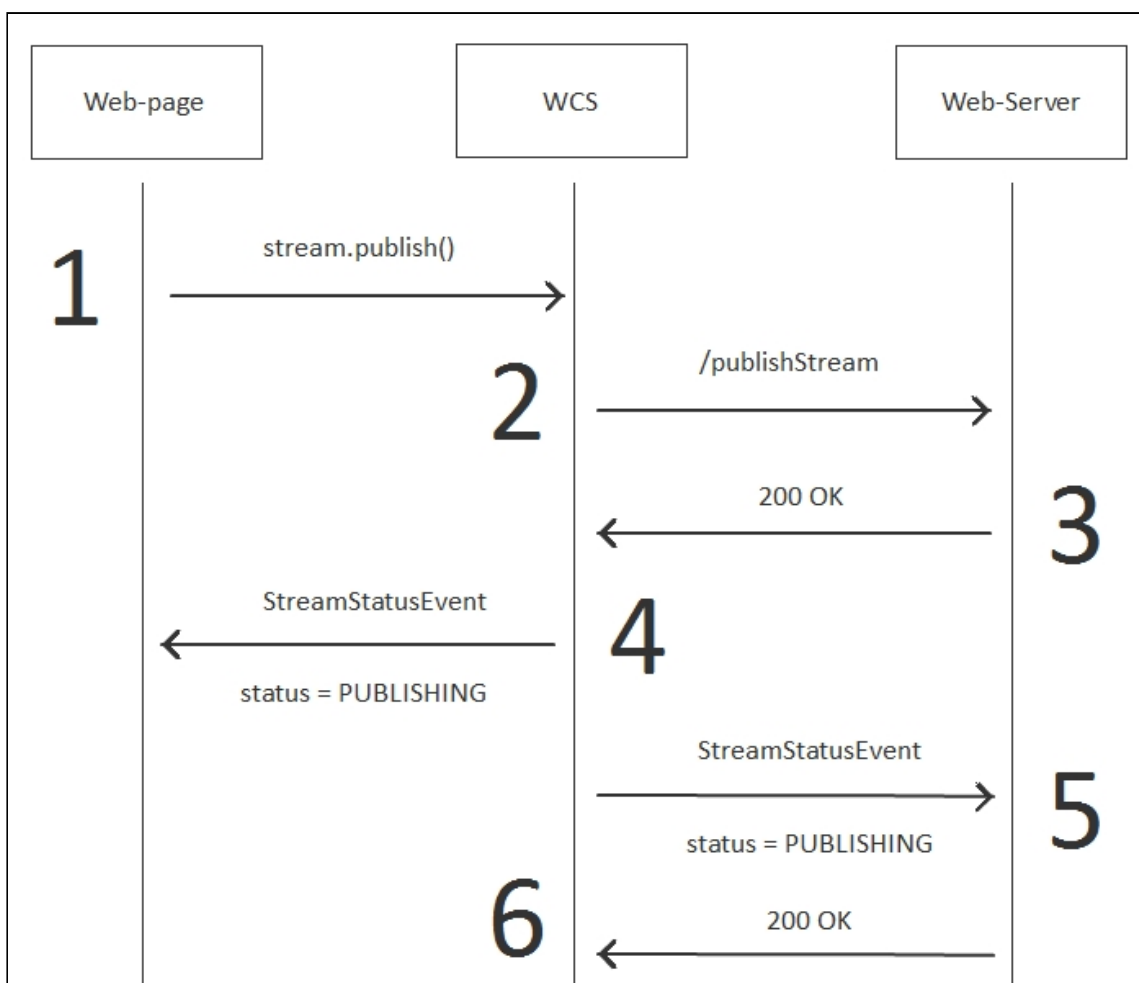 Web-page
WCS
Web-Server
1
stream.publish()
2
/publishStream
200 OK
3
StreamStatusEvent
4
status = PUBLISHING
StreamStatusEvent
5
status = PUBLISHING
6
200 OK